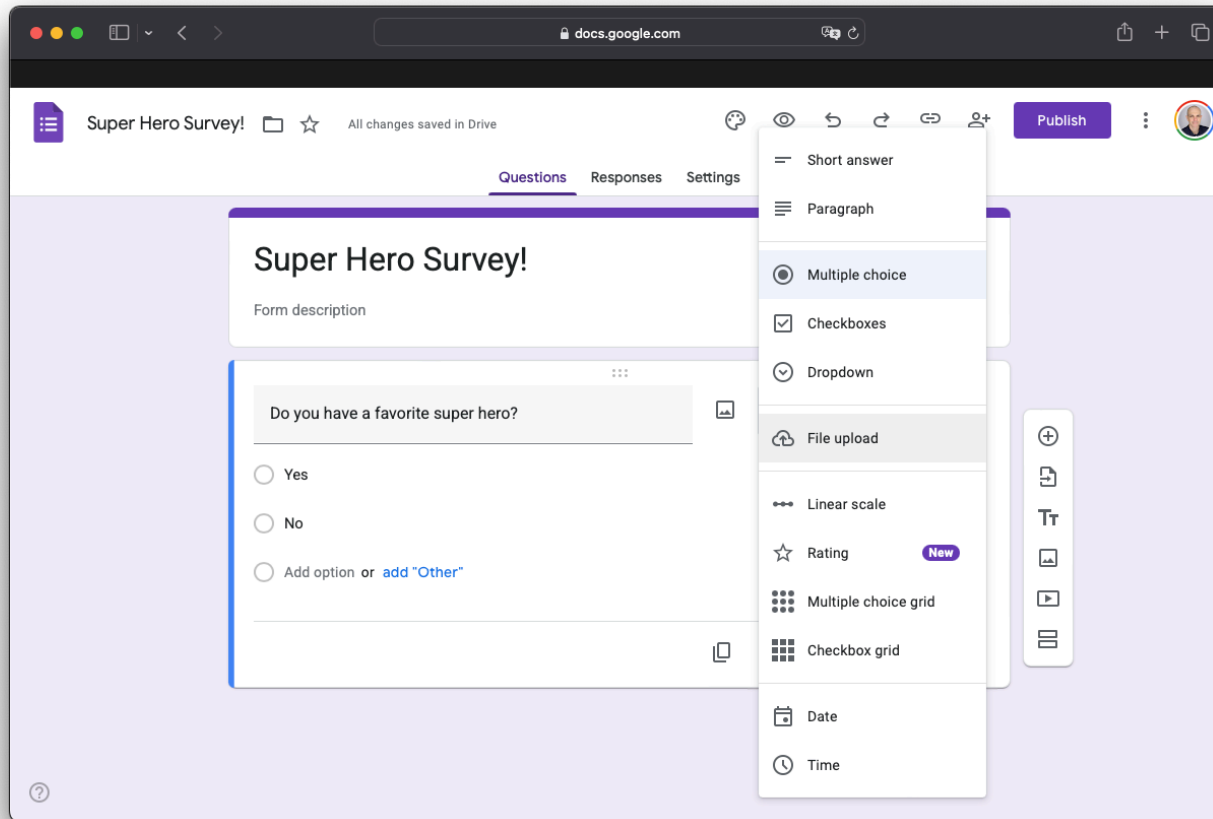 docs.google.com
Super Hero Survey!
All changes saved in Drive
Publish
Questions
Responses
Settings
Super Hero Survey!
Form description
Do you have a favorite super hero?
Yes
No
Add option or add "Other"
Short answer
Paragraph
Multiple choice
Checkboxes
Dropdown
File upload
Linear scale
Rating New
Multiple choice grid
Checkbox grid
Date
Time